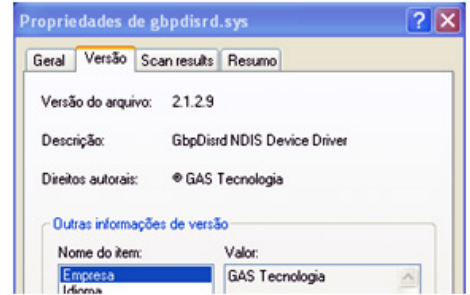 Propriedades de gbpdisrd.sys
Geral Versão Scan results Resumo
Versão do arquivo: 2.1.2.9
Descrição: GbpDisrd NDIS Device Driver
Direitos autorais: ® GAS Tecnologia
Outras informações de versão
Nome do item: Valor:
Empresa GAS Tecnologia
Idioma